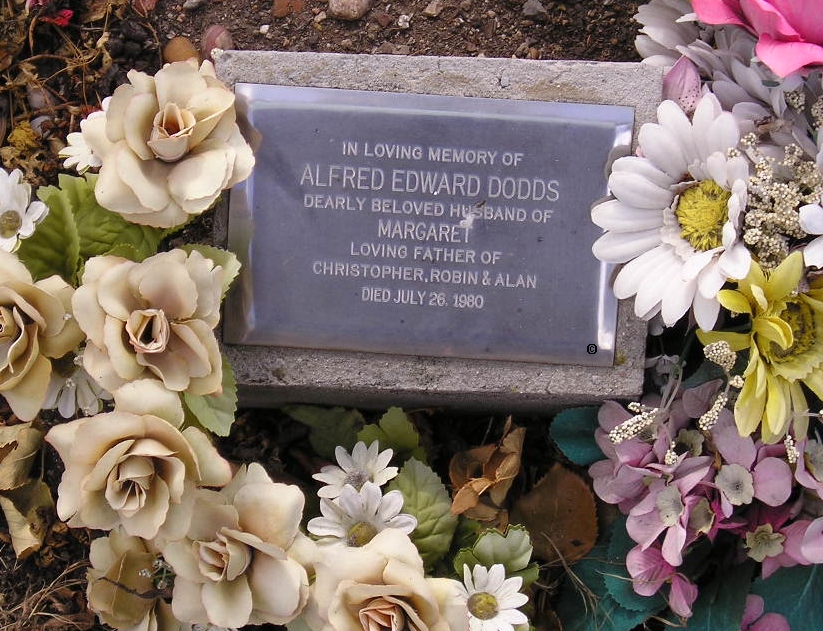 IN LOVING MEMORY OF
ALFRED EDWARD DODDS
DEARLY BELOVED HUSBAND OF
MARGARET
LOVING FATHER OF
CHRISTOPHER, ROBIN & ALAN
DIED JULY 26, 1980
©